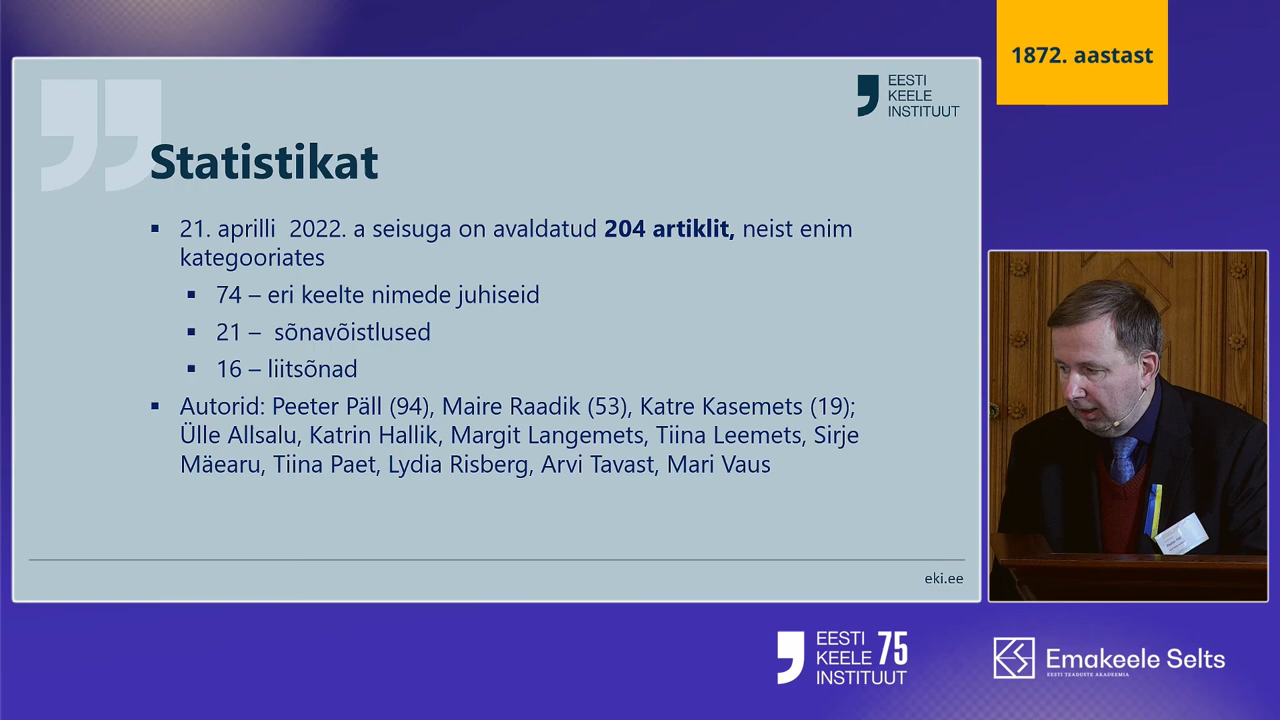 1872. aastast
EESTI
KEELE
INSTITUUT
Statistikat
▪ 21. aprilli 2022. a seisuga on avaldatud 204 artiklit, neist enim
kategooriates
▪ 74 – eri keelte nimede juhiseid
▪ 21 – sõnavõistlused
▪ 16 – liitsõnad
▪ Autorid: Peeter Päll (94), Maire Raadik (53), Katre Kasemets (19);
Ülle Allsalu, Katrin Hallik, Margit Langemets, Tiina Leemets, Sirje
Mäearu, Tiina Paet, Lydia Risberg, Arvi Tavast, Mari Vaus
eki.ee
EESTI
KEELE 75
INSTITUUT
Emakeele Selts
EESTI TEADUSTE AKADEEMIA